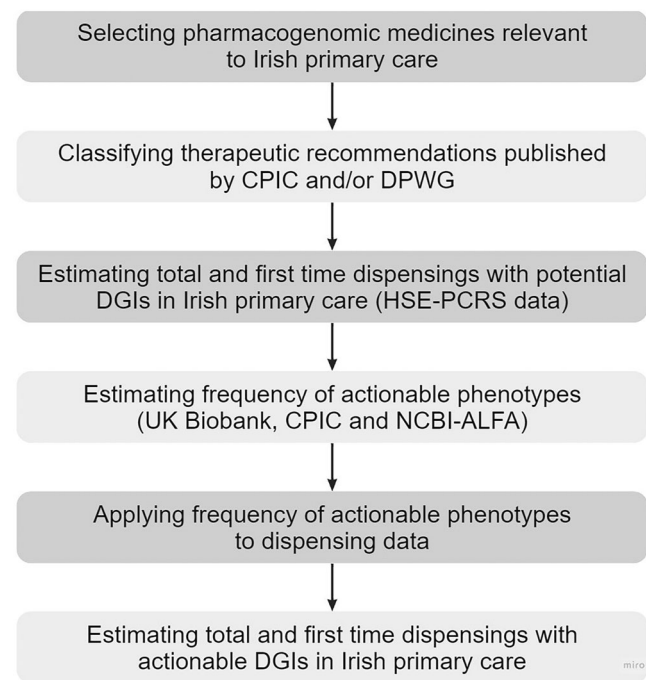 Selecting pharmacogenomic medicines relevant
to Irish primary care
Classifying therapeutic recommendations published
by CPIC and/or DPWG
Estimating total and first time dispensings with potential
DGIs in Irish primary care (HSE-PCRS data)
Estimating frequency of actionable phenotypes
(UK Biobank, CPIC and NCBI-ALFA)
Applying frequency of actionable phenotypes
to dispensing data
Estimating total and first time dispensings with
actionable DGIs in Irish primary care
miro